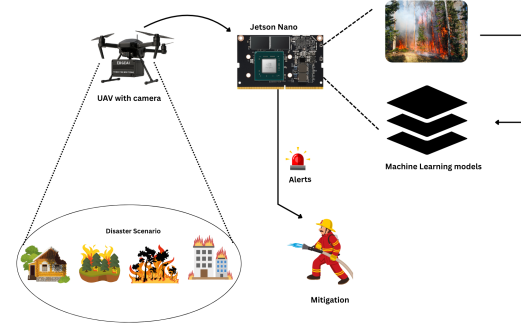 Jetson Nano
UAV with camera
Machine Learning models
Alerts
Disaster Scenario
Mitigation